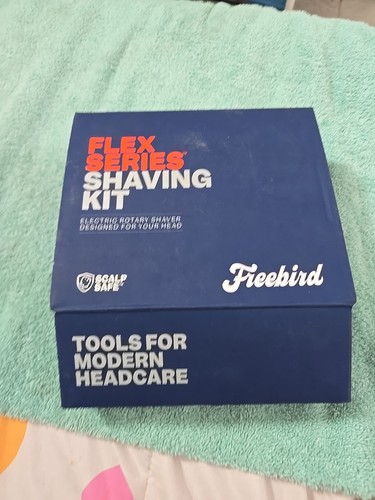 FLEX
SERIES
SHAVING
KIT
ELECTRIC ROTARY SHAVER
DESIGNED FOR YOUR HEAD
SCALP
SAFE
Freebird
TOOLS FOR
MODERN
HEADCARE